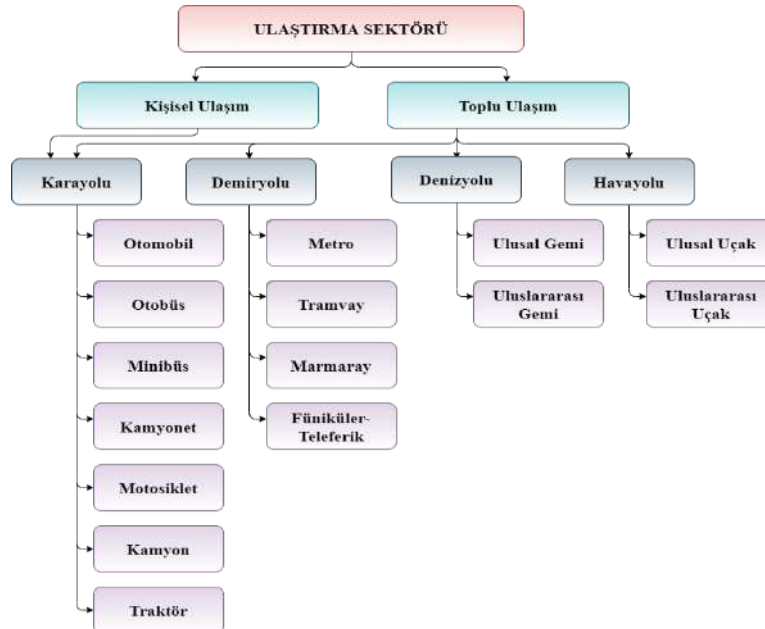 ULAŞTIRMA SEKTÖRÜ
Kişisel Ulaşım
Toplu Ulaşım
Karayolu
Demiryolu
Denizyolu
Havayolu
Otomobil
Otobüs
Minibüs
Kamyonet
Motosiklet
Kamyon
Traktör
Metro
Tramvay
Marmaray
Füniküler-
Teleferik
Ulusal Gemi
Uluslararası
Gemi
Ulusal Uçak
Uluslararası
Uçak